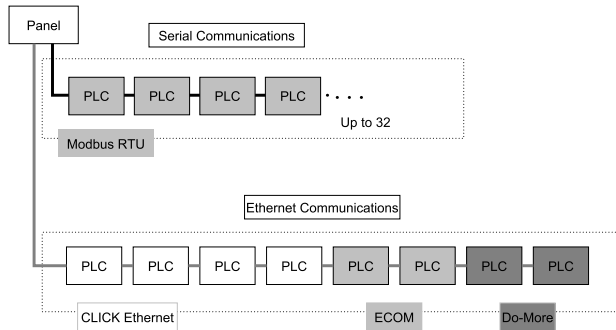 Panel
Serial Communications
PLC PLC PLC PLC
Up to 32
Modbus RTU
Ethernet Communications
PLC PLC PLC PLC PLC PLC PLC PLC
CLICK Ethernet ECOM Do-More